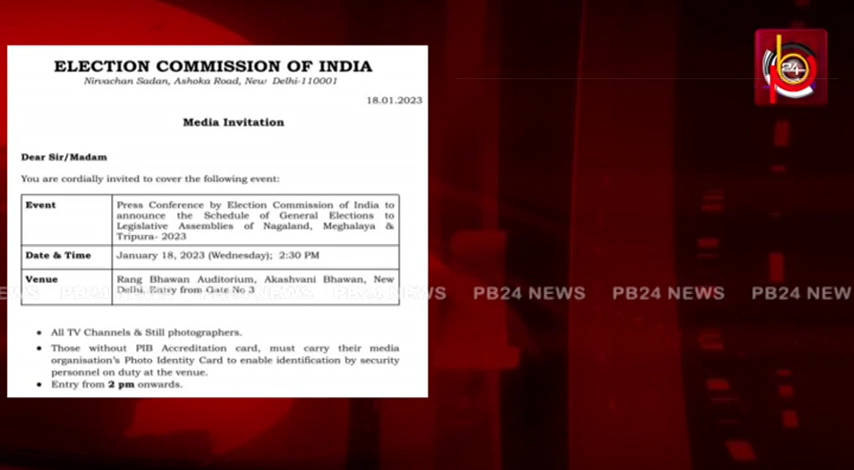 ELECTION COMMISSION OF INDIA
Nirvachan Sadan, Ashoka Road, New Delhi-110001
18.01.2023
Media Invitation
Dear Sir/Madam
You are cordially invited to cover the following event:
Event
Press Conference by Election Commission of India to
announce the Schedule of General Elections to
Legislative Assemblies of Nagaland, Meghalaya &
Tripura- 2023
Date & Time
January 18, 2023 (Wednesday); 2:30 PM
Venue
Rang Bhawan Auditorium, Akashvani Bhawan, New
Delhi. Entry from Gate No 3
• All TV Channels & Still photographers.
• Those without PIB Accreditation card, must carry their media
organisation's Photo Identity Card to enable identification by security
personnel on duty at the venue.
• Entry from 2 pm onwards.
24
PB24 NEWS PB24 NEWS PB24 NEWS